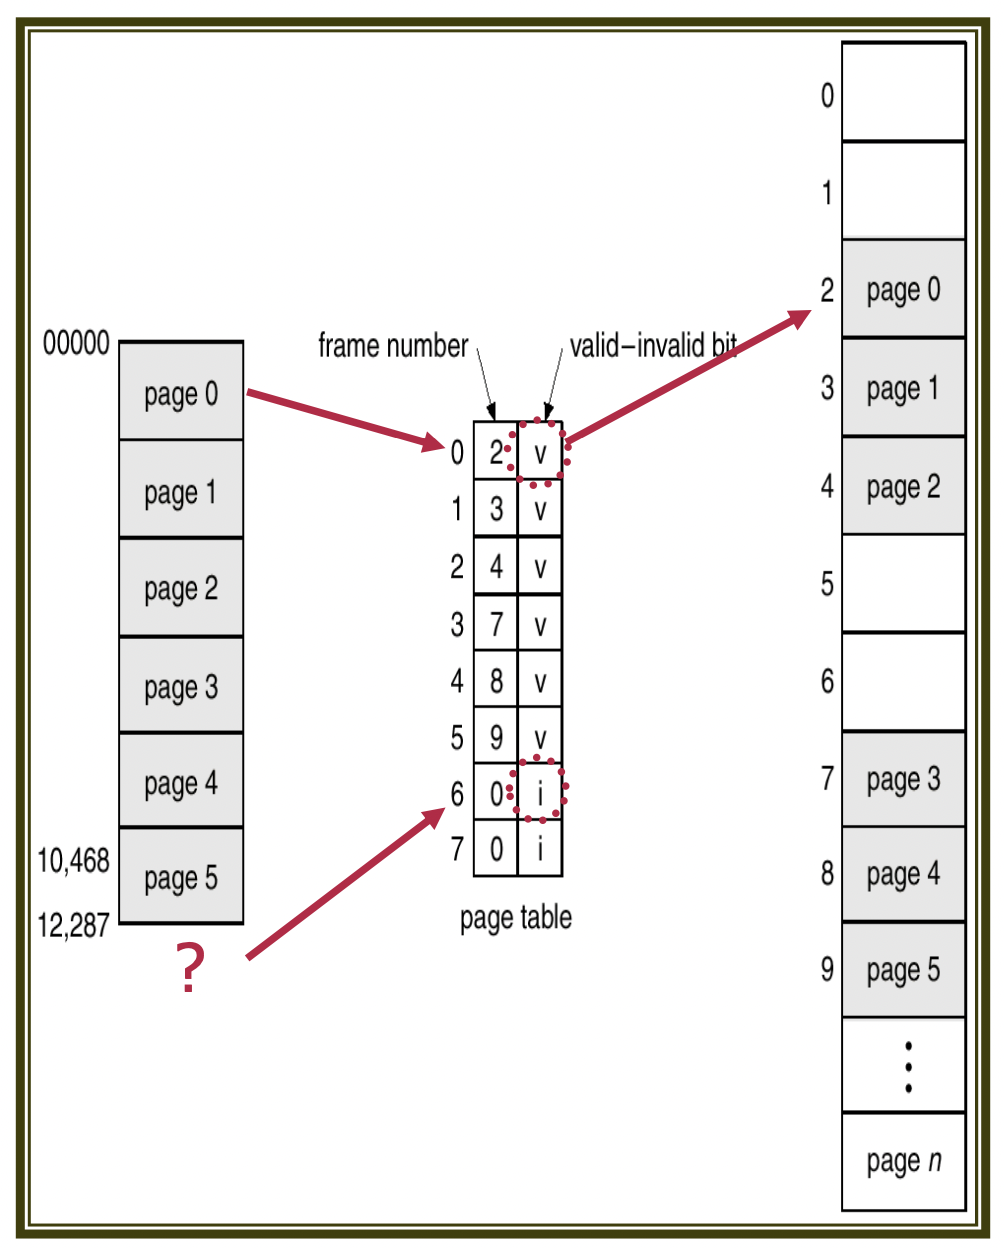 0
1
2 page 0
00000
frame number valid–invalid bit
3 page 1
page 0
0 2 v
4 page 2
page 1
1 3 v
2 4 v
5
page 2
3 7 v
6
page 3
4 8 v
5 9 v
7 page 3
page 4
6 0 i
7 0 i
10,468
page 5
8 page 4
12,287
page table
?
9 page 5
page n